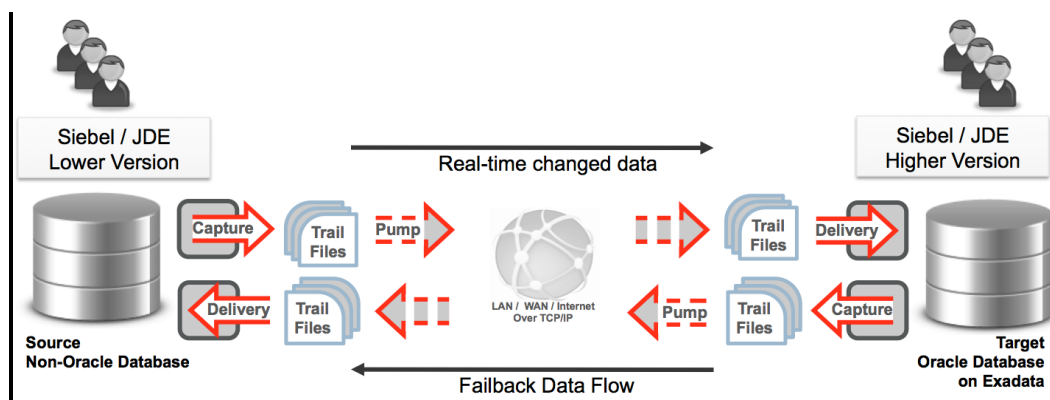 Siebel / JDE
Lower Version
Siebel / JDE
Higher Version
Real-time changed data
Capture
Trail
Files
Pump
Trail
Files
Delivery
LAN / WAN / Internet
Over TCP/IP
Delivery
Trail
Files
Pump
Trail
Files
Capture
Source
Non-Oracle Database
Target
Oracle Database
on Exadata
Failback Data Flow